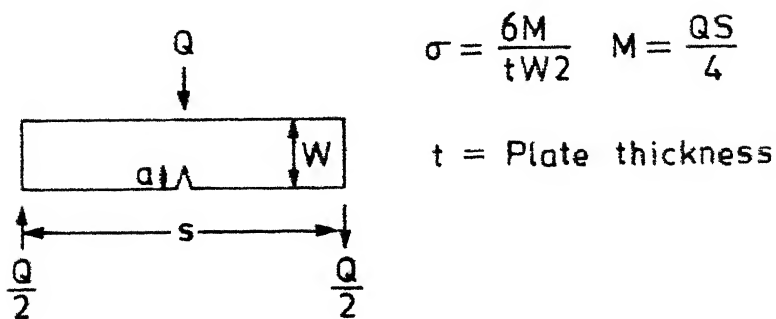 Q
σ = 6M / tW2   M = QS / 4
t = Plate thickness
W
a
s
Q/2
Q/2